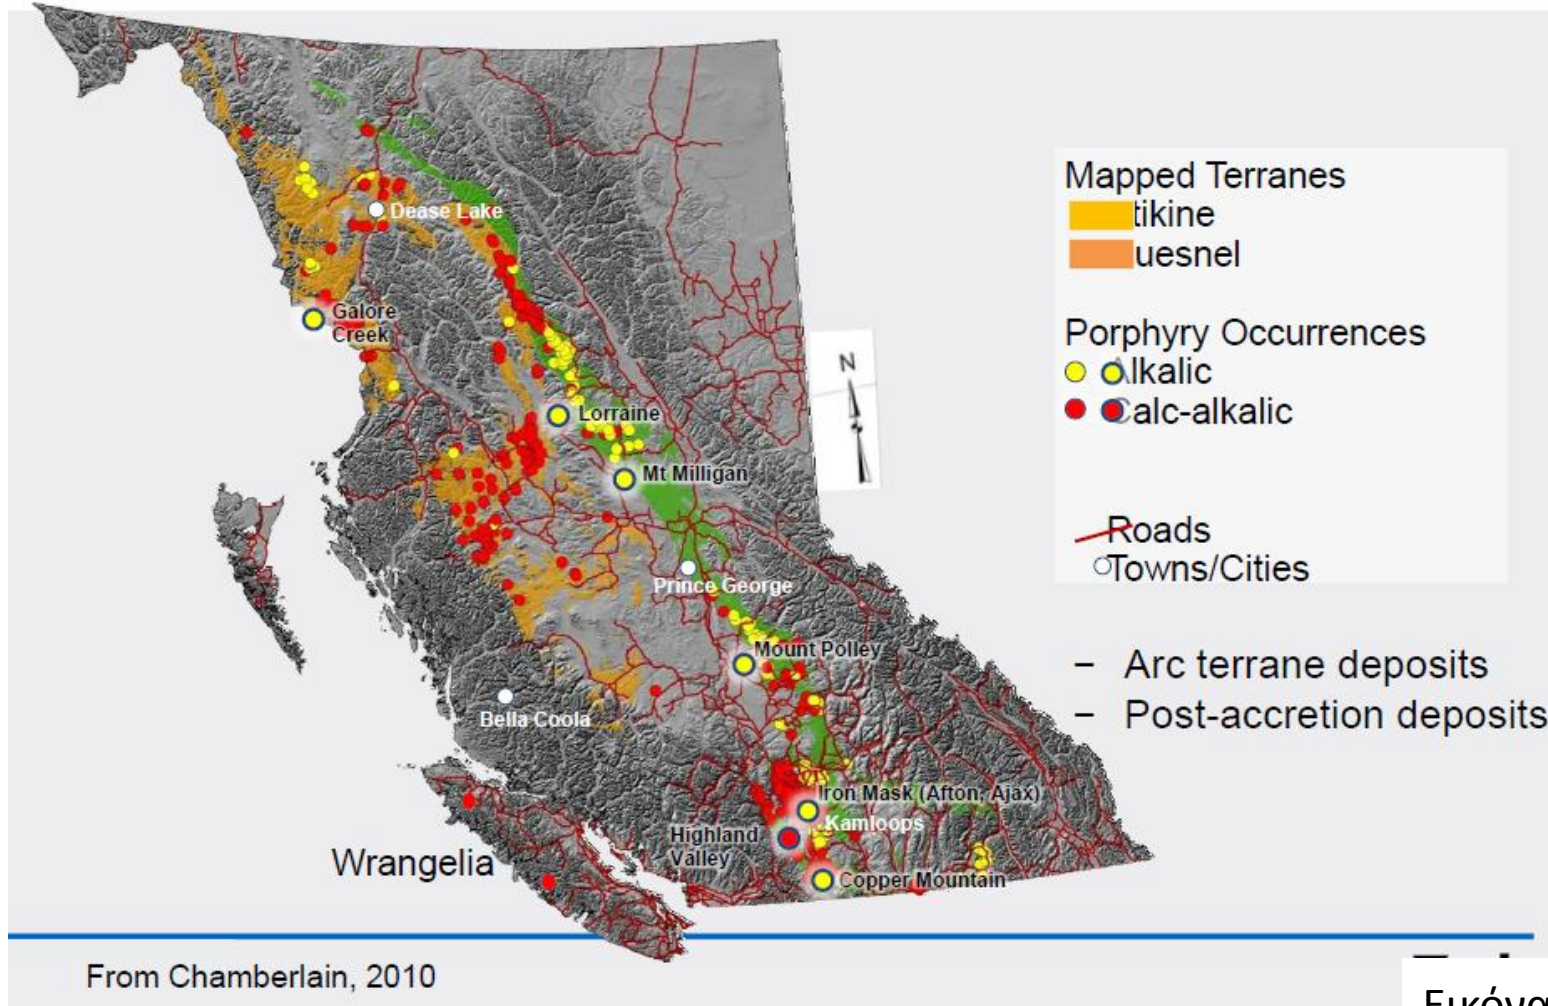 Dease Lake
Galore
Creek
Lorraine
Mt Milligan
Prince George
Mount Polley
Bella Coola
Iron Mask (Afton, Ajax)
Kamloops
Highland
Valley
Copper Mountain
Wrangelia
N
Mapped Terranes
tikine
uesnel
Porphyry Occurrences
Alkalic
Calc-alkalic
Roads
Towns/Cities
– Arc terrane deposits
– Post-accretion deposits
From Chamberlain, 2010